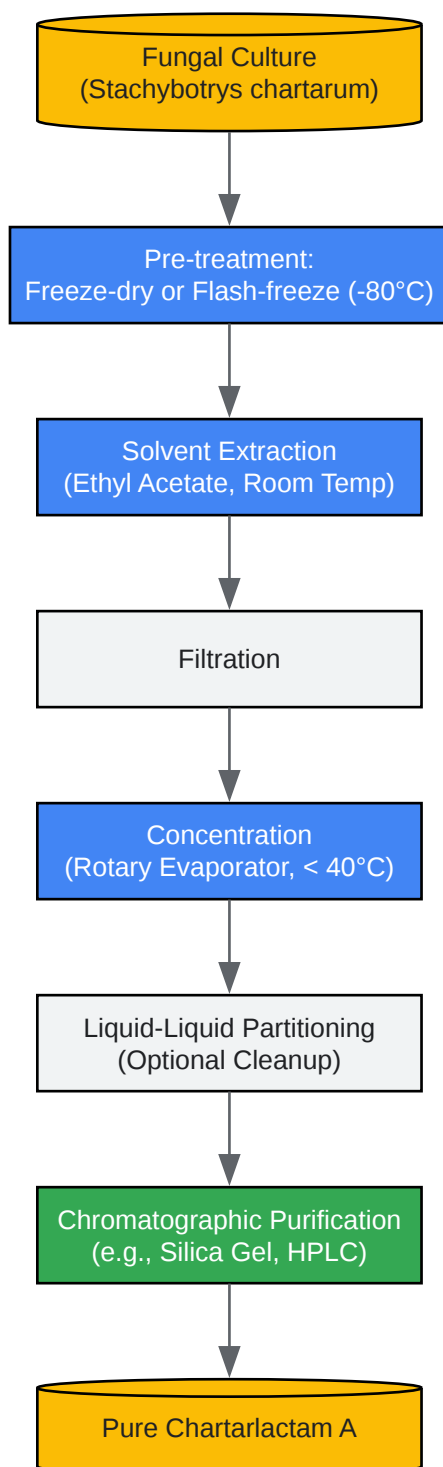 Fungal Culture
(Stachybotrys chartarum)
Pre-treatment:
Freeze-dry or Flash-freeze (-80°C)
Solvent Extraction
(Ethyl Acetate, Room Temp)
Filtration
Concentration
(Rotary Evaporator, < 40°C)
Liquid-Liquid Partitioning
(Optional Cleanup)
Chromatographic Purification
(e.g., Silica Gel, HPLC)
Pure Chartarlactam A